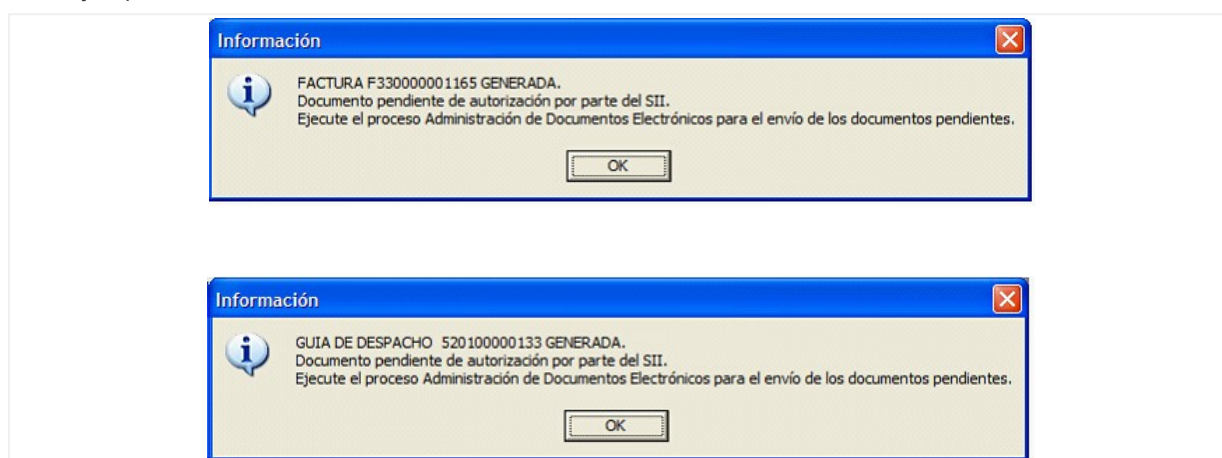 Información
FACTURA F330000001165 GENERADA.
Documento pendiente de autorización por parte del SII.
Ejecute el proceso Administración de Documentos Electrónicos para el envío de los documentos pendientes.
OK
Información
GUIA DE DESPACHO  520100000133 GENERADA.
Documento pendiente de autorización por parte del SII.
Ejecute el proceso Administración de Documentos Electrónicos para el envío de los documentos pendientes.
OK